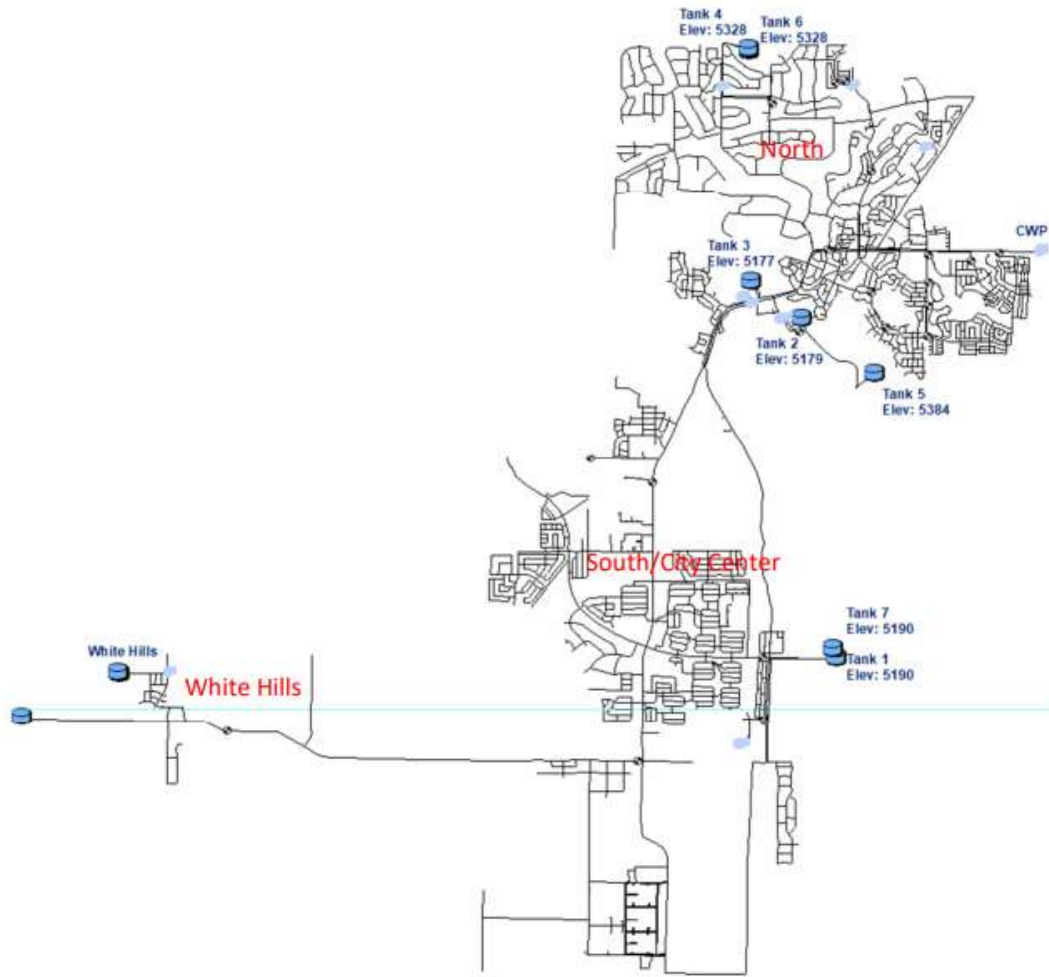 Tank 4
Elev: 5328
Tank 6
Elev: 5328
North
CWP
Tank 3
Elev: 5177
Tank 2
Elev: 5179
Tank 5
Elev: 5384
South/City Center
Tank 7
Elev: 5190
Tank 1
Elev: 5190
White Hills
White Hills